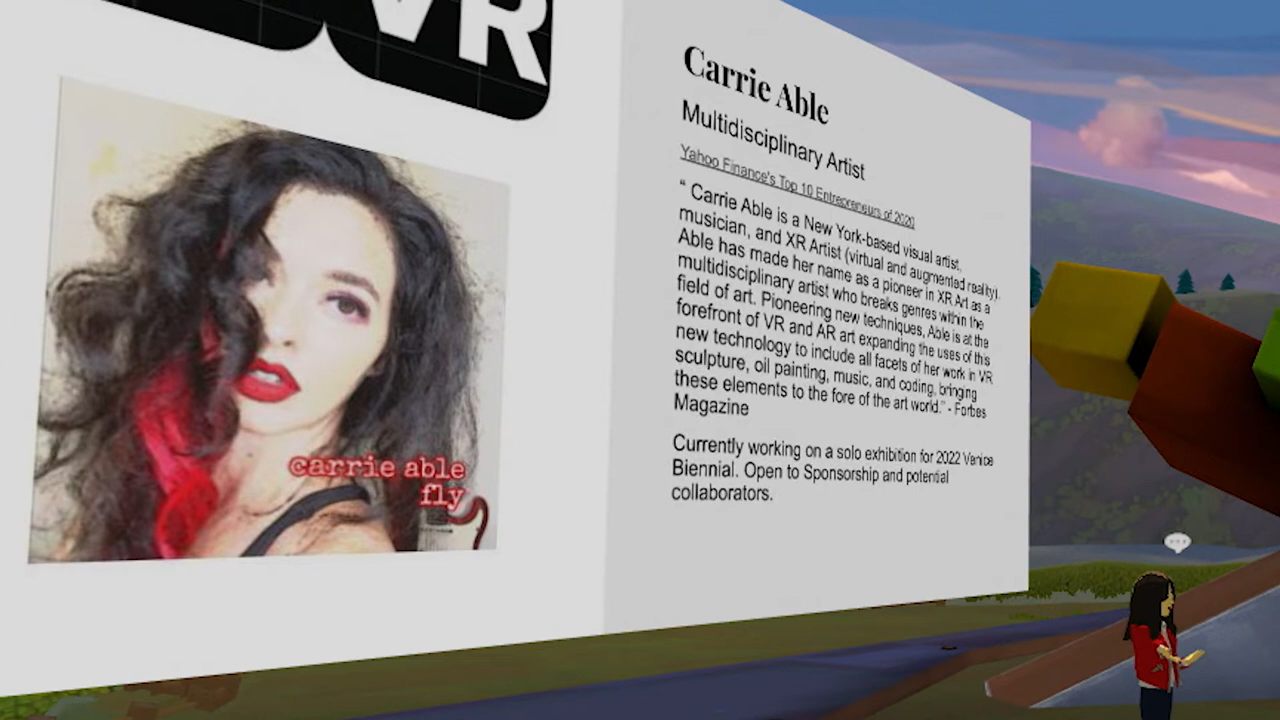 VR
Carrie Able
Multidisciplinary Artist
Yahoo Finance's Top 10 Entrepreneurs of 2020
“ Carrie Able is a New York-based visual artist,
musician, and XR Artist (virtual and augmented reality).
Able has made her name as a pioneer in XR Art as a
multidisciplinary artist who breaks genres within the
field of art. Pioneering new techniques, Able is at the
forefront of VR and AR art expanding the uses of this
new technology to include all facets of her work in VR
sculpture, oil painting, music, and coding, bringing
these elements to the fore of the art world.” - Forbes
Magazine
Currently working on a solo exhibition for 2022 Venice
Biennial. Open to Sponsorship and potential
collaborators.
carrie able
fly